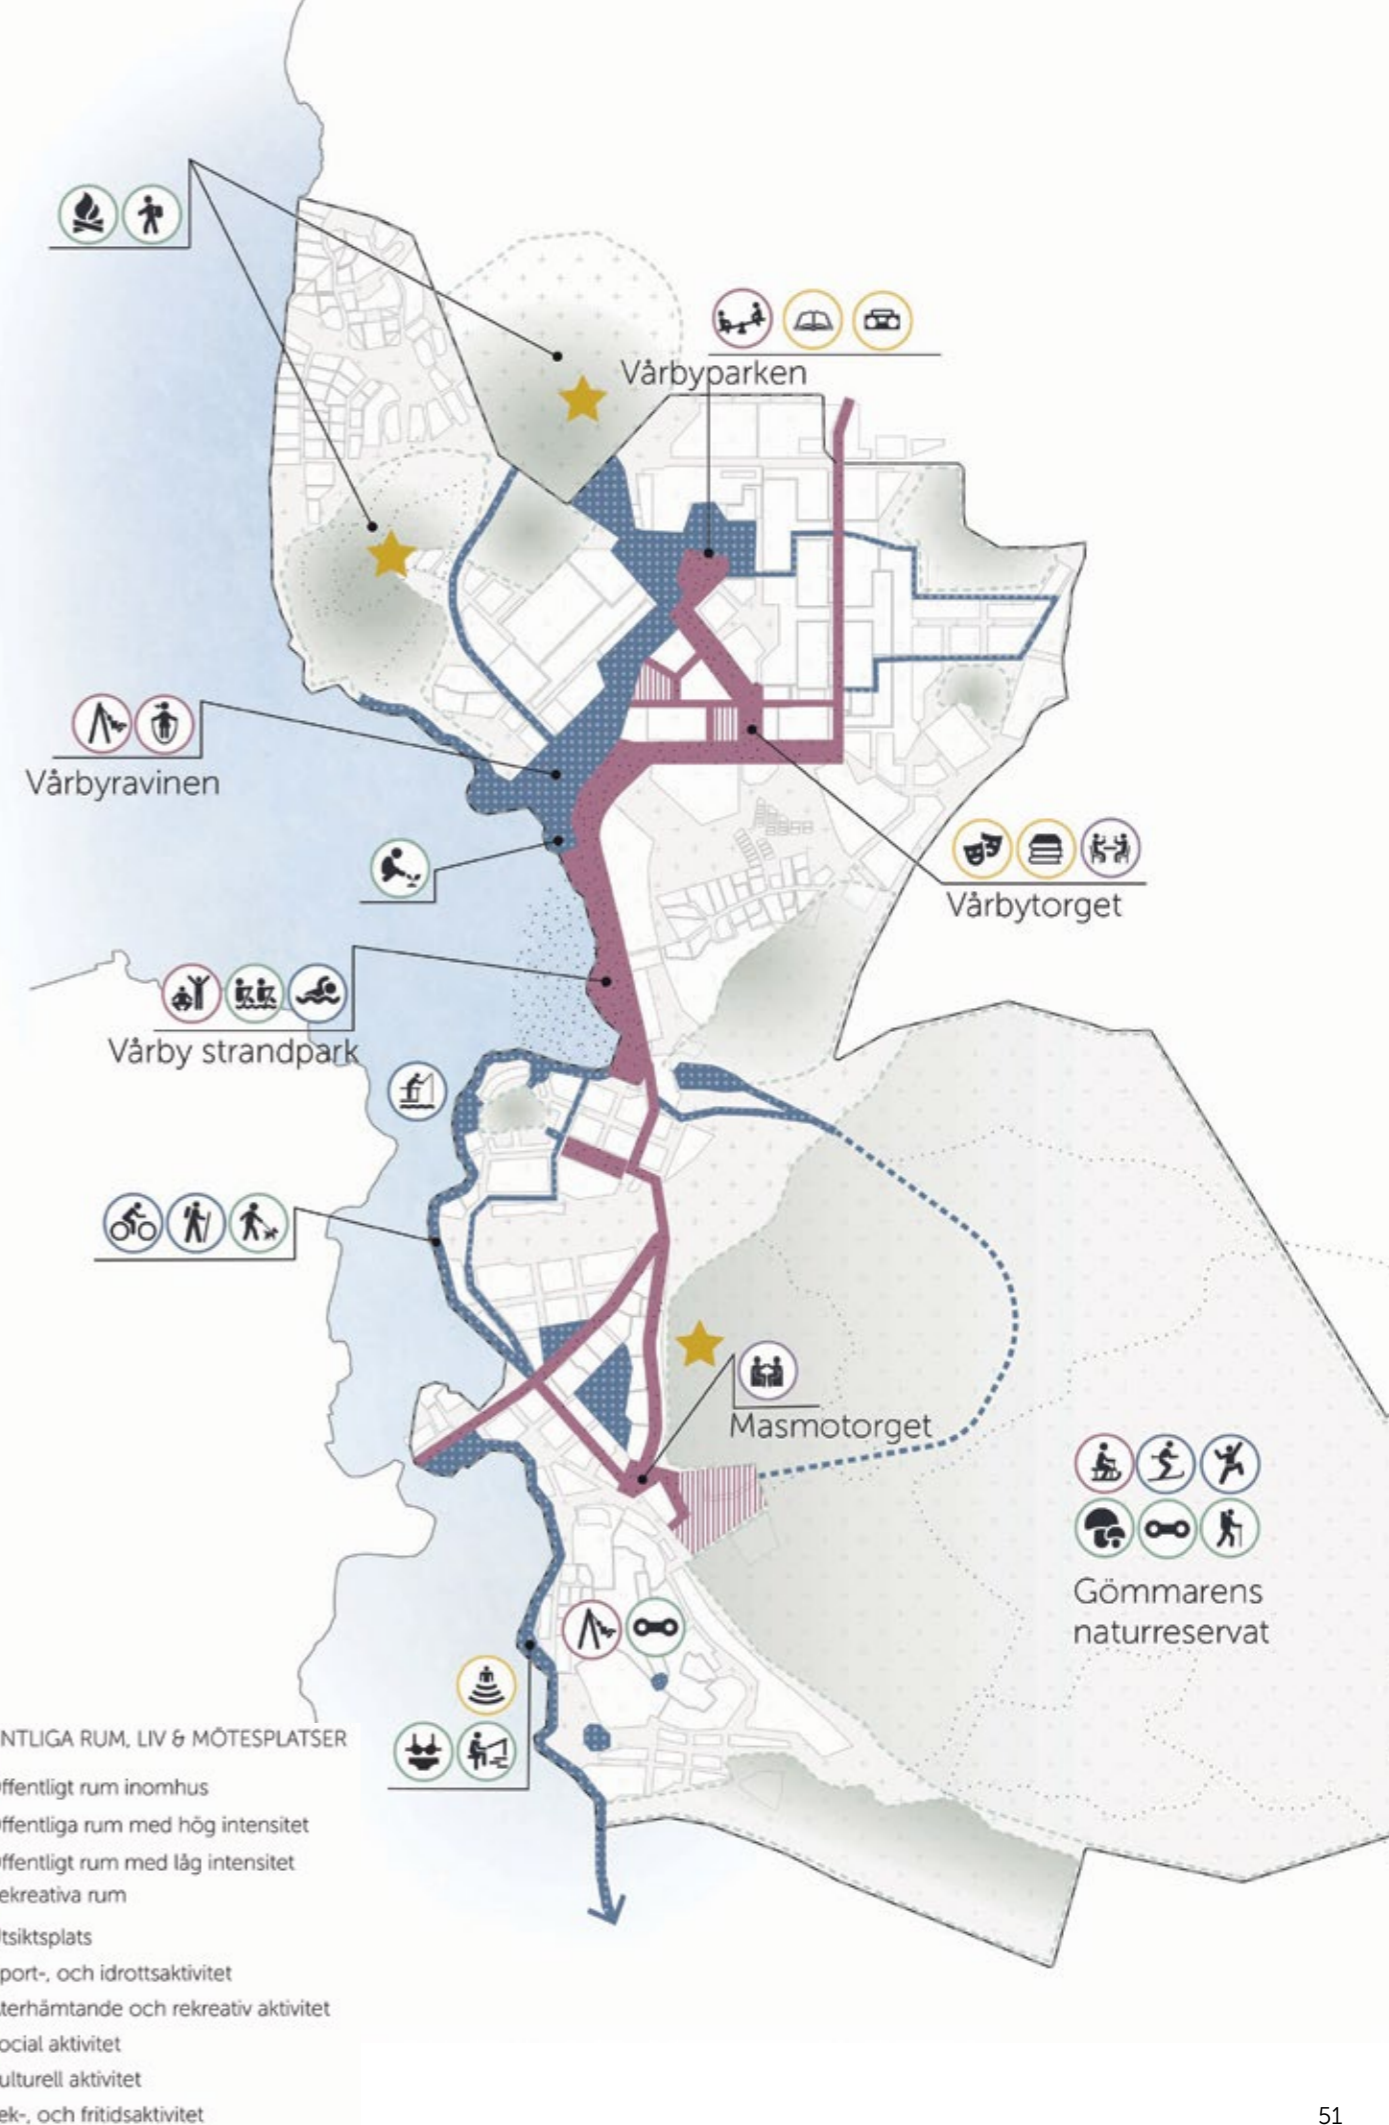 Vårbyparken
Vårbyravinen
Vårbytorget
Vårby strandpark
Masmotorget
Gömmarens
naturreservat
NTLIGA RUM, LIV & MÖTESPLATSER
ffentligt rum inomhus
ffentliga rum med hög intensitet
ffentligt rum med låg intensitet
ekreativa rum
tsiktsplats
port-, och idrottsaktivitet
terhämtande och rekreativ aktivitet
ocial aktivitet
ulturell aktivitet
ek-, och fritidsaktivitet
51